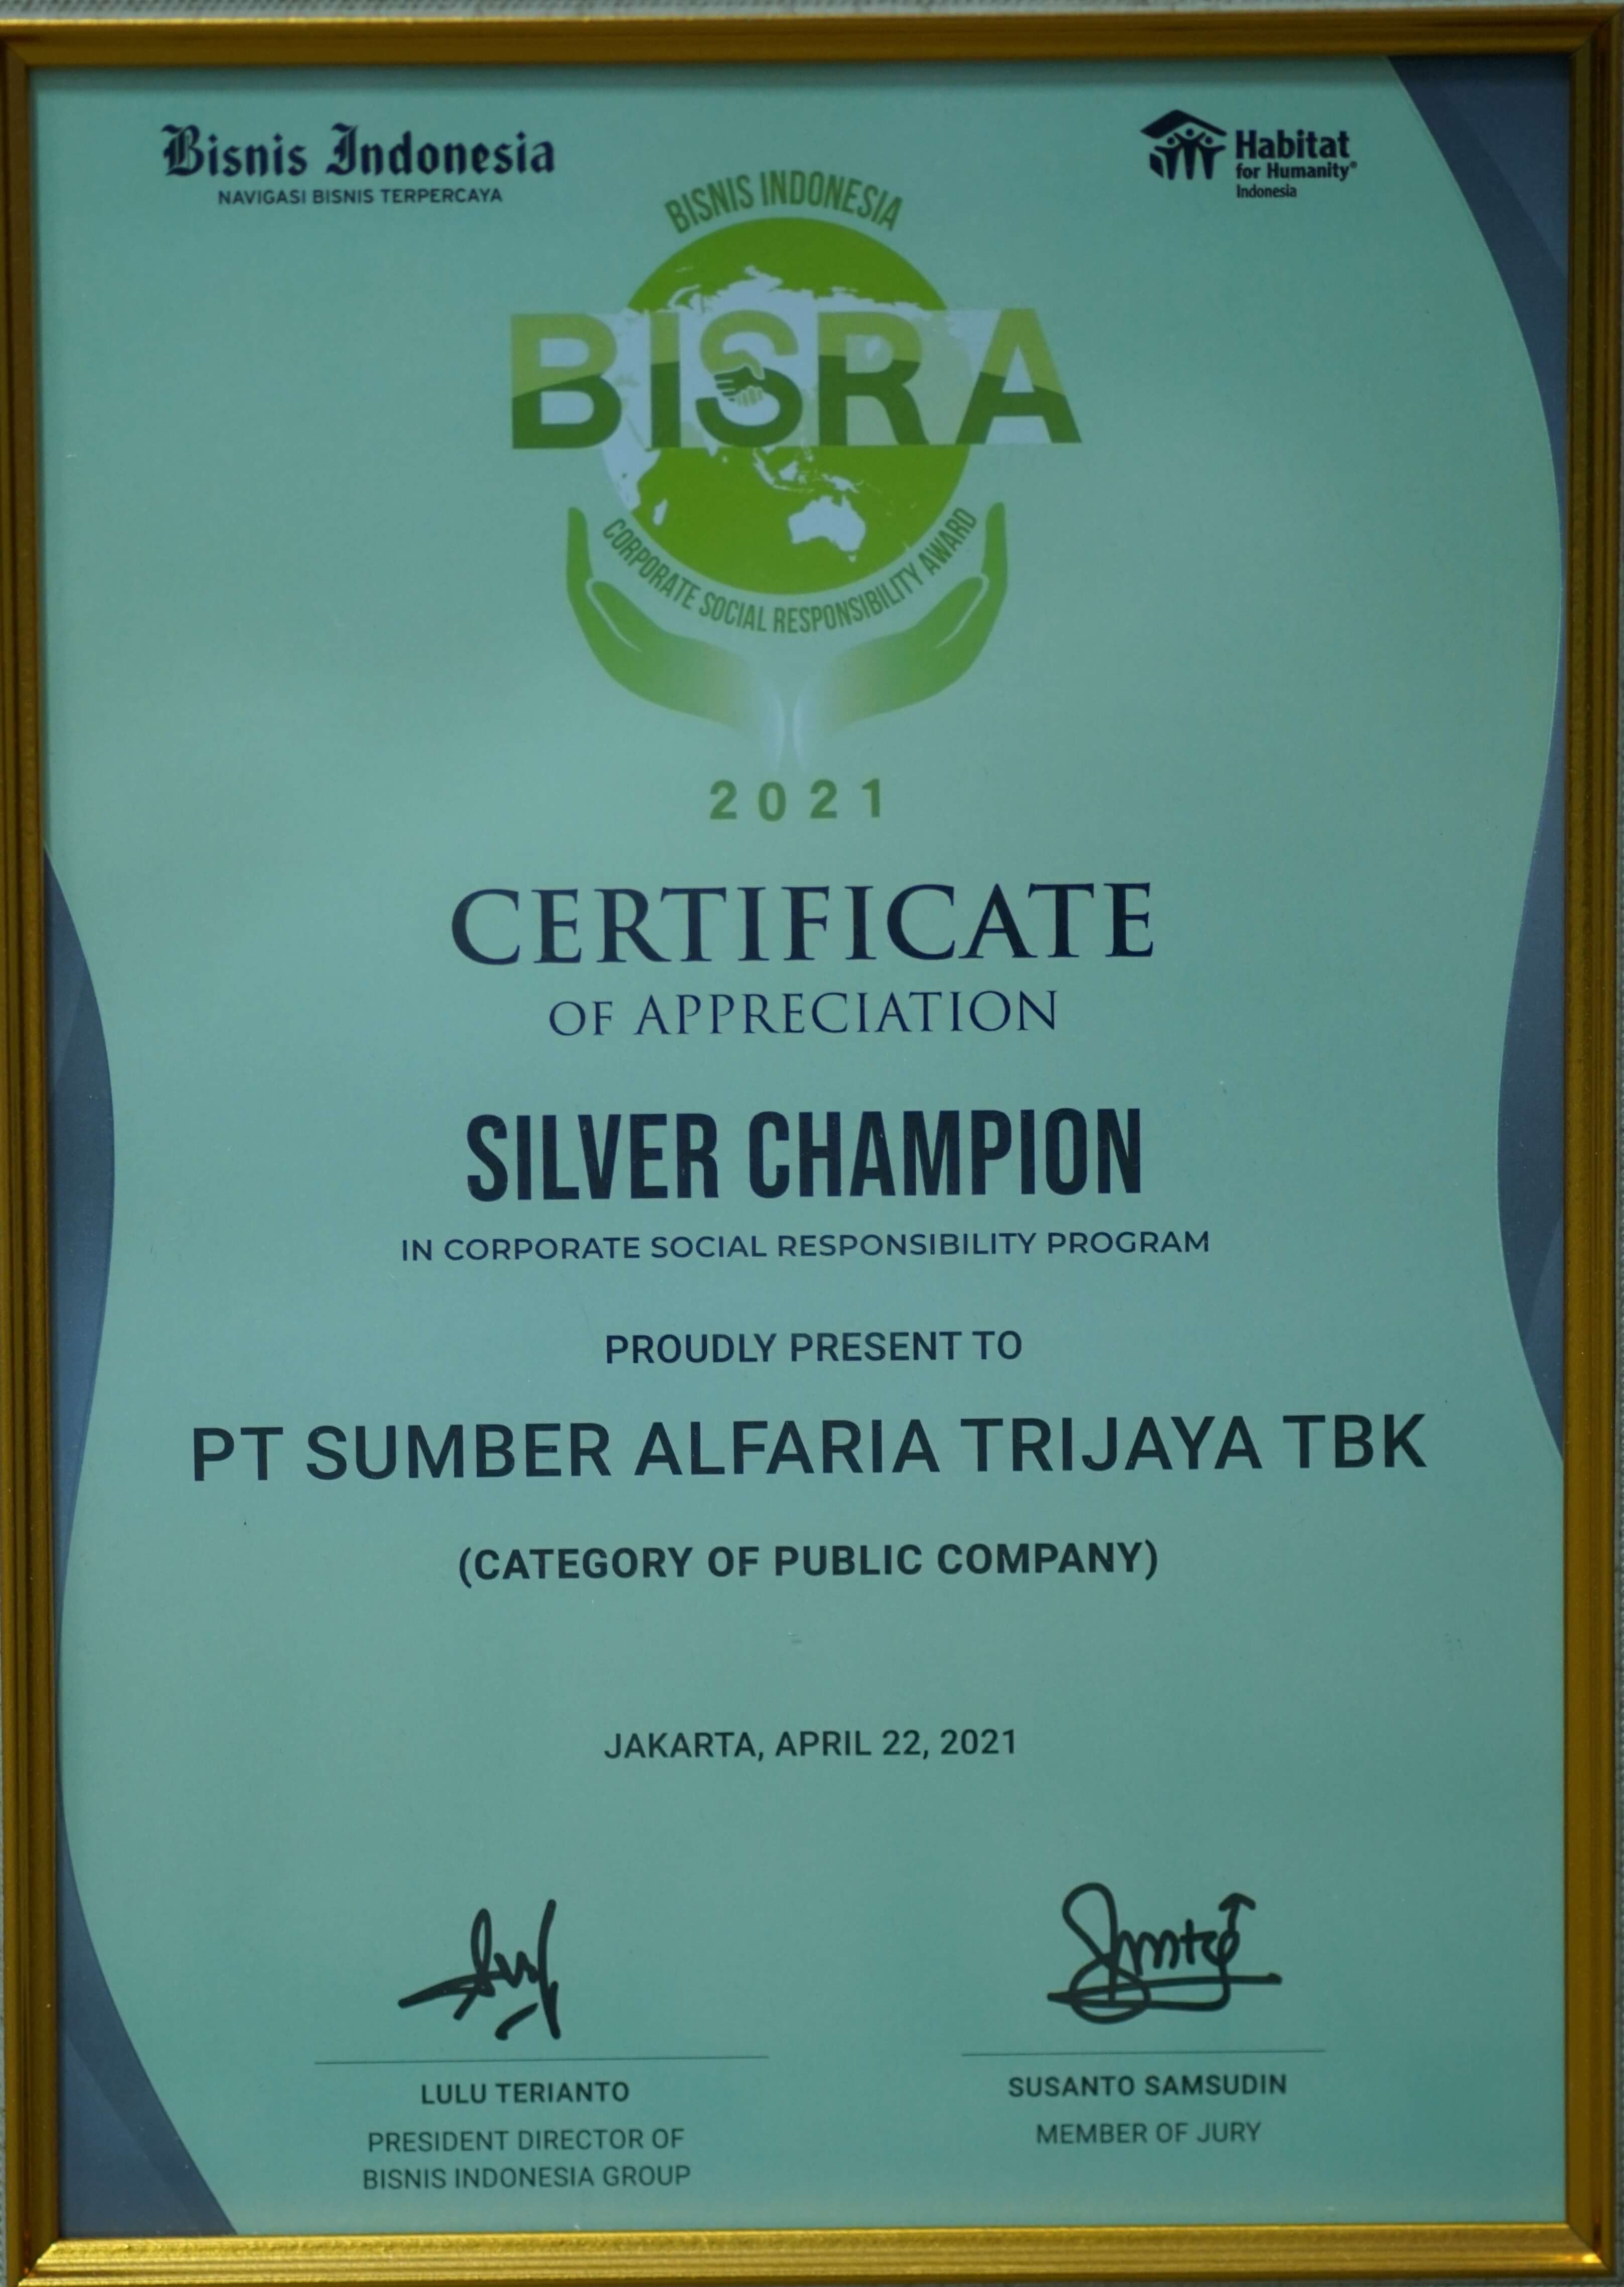 Bisnis Indonesia
NAVIGASI BISNIS TERPERCAYA
Habitat
for Humanity®
Indonesia
BISNIS INDONESIA
BISRA
CORPORATE SOCIAL RESPONSIBILITY AWARD
2021
CERTIFICATE
OF APPRECIATION
SILVER CHAMPION
IN CORPORATE SOCIAL RESPONSIBILITY PROGRAM
PROUDLY PRESENT TO
PT SUMBER ALFARIA TRIJAYA TBK
(CATEGORY OF PUBLIC COMPANY)
JAKARTA, APRIL 22, 2021
LULU TERIANTO
PRESIDENT DIRECTOR OF
BISNIS INDONESIA GROUP
SUSANTO SAMSUDIN
MEMBER OF JURY